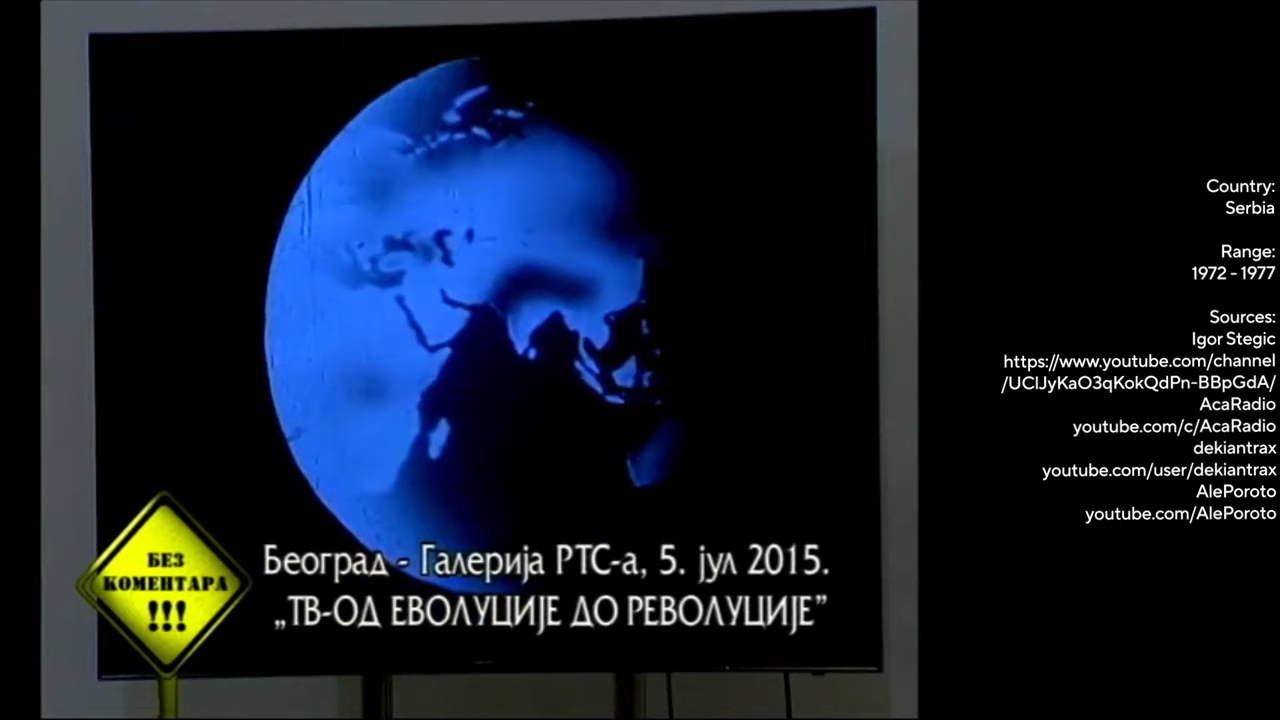 БЕЗ
КОМЕНТАРА
!!!
Београд - Галерија РТС-а, 5. јул 2015.
„ТВ-ОД ЕВОЛУЦИЈЕ ДО РЕВОЛУЦИЈЕ”
Country:
Serbia
Range:
1972 - 1977
Sources:
Igor Stegic
https://www.youtube.com/channel
/UClJyKaO3qKokQdPn-BBpGdA/
AcaRadio
youtube.com/c/AcaRadio
dekiantrax
youtube.com/user/dekiantrax
AlePoroto
youtube.com/AlePoroto